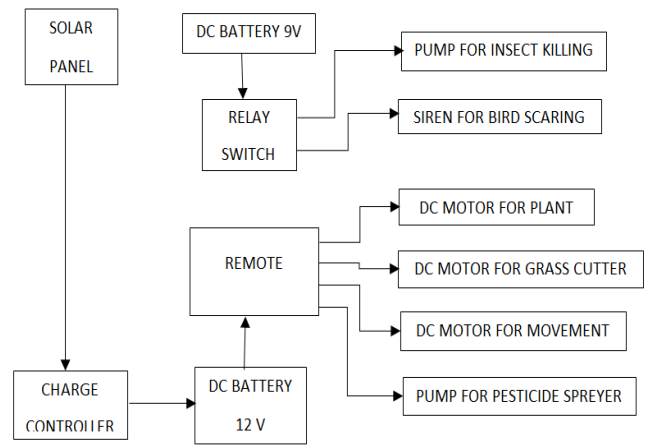 SOLAR
PANEL
DC BATTERY 9V
PUMP FOR INSECT KILLING
RELAY
SWITCH
SIREN FOR BIRD SCARING
DC MOTOR FOR PLANT
REMOTE
DC MOTOR FOR GRASS CUTTER
DC MOTOR FOR MOVEMENT
CHARGE
CONTROLLER
DC BATTERY
12 V
PUMP FOR PESTICIDE SPREYER